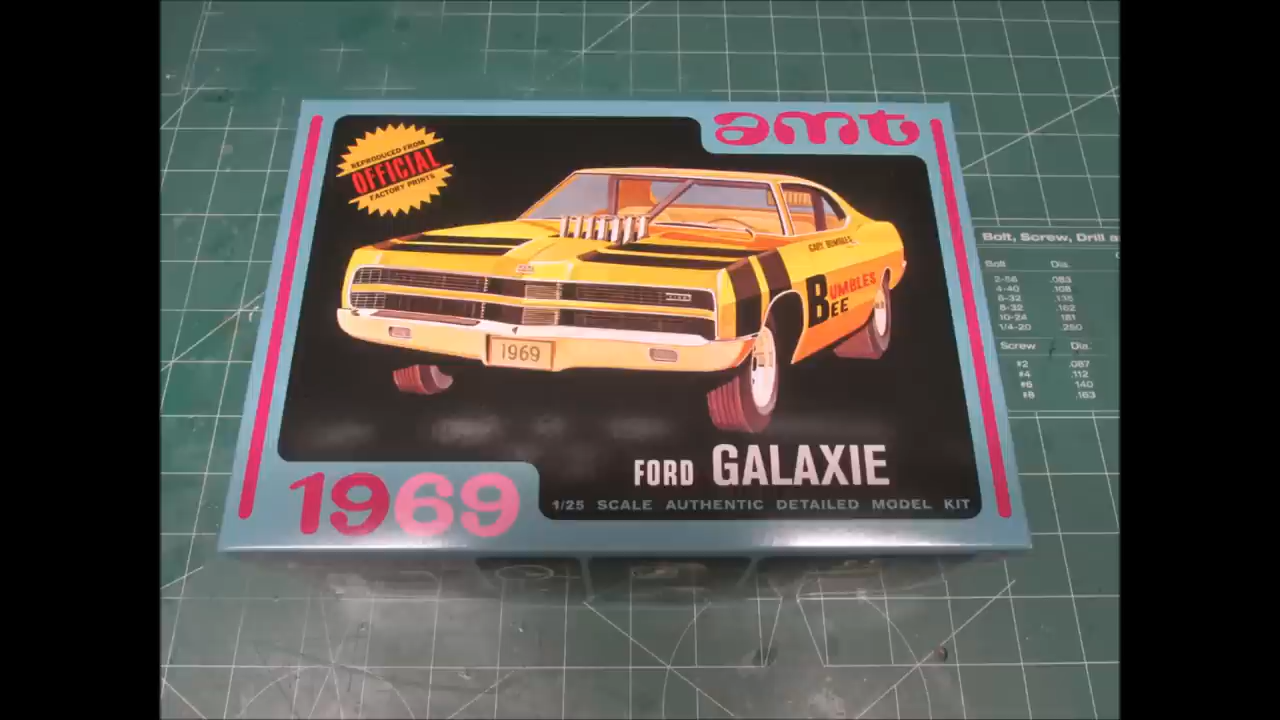 amt
REPRODUCED FROM
OFFICIAL
FACTORY PRINTS
BUMBLES
BEE
1969
FORD GALAXIE
1/25 SCALE AUTHENTIC DETAILED MODEL KIT
1969
Bolt, Screw, Drill a
Bolt Dia.
2-56 .083
4-40 .108
6-32 .135
8-32 .162
10-24 181
1/4-20 .250
Screw Dia.
#2 .087
#4 .112
#6 140
#8 .163